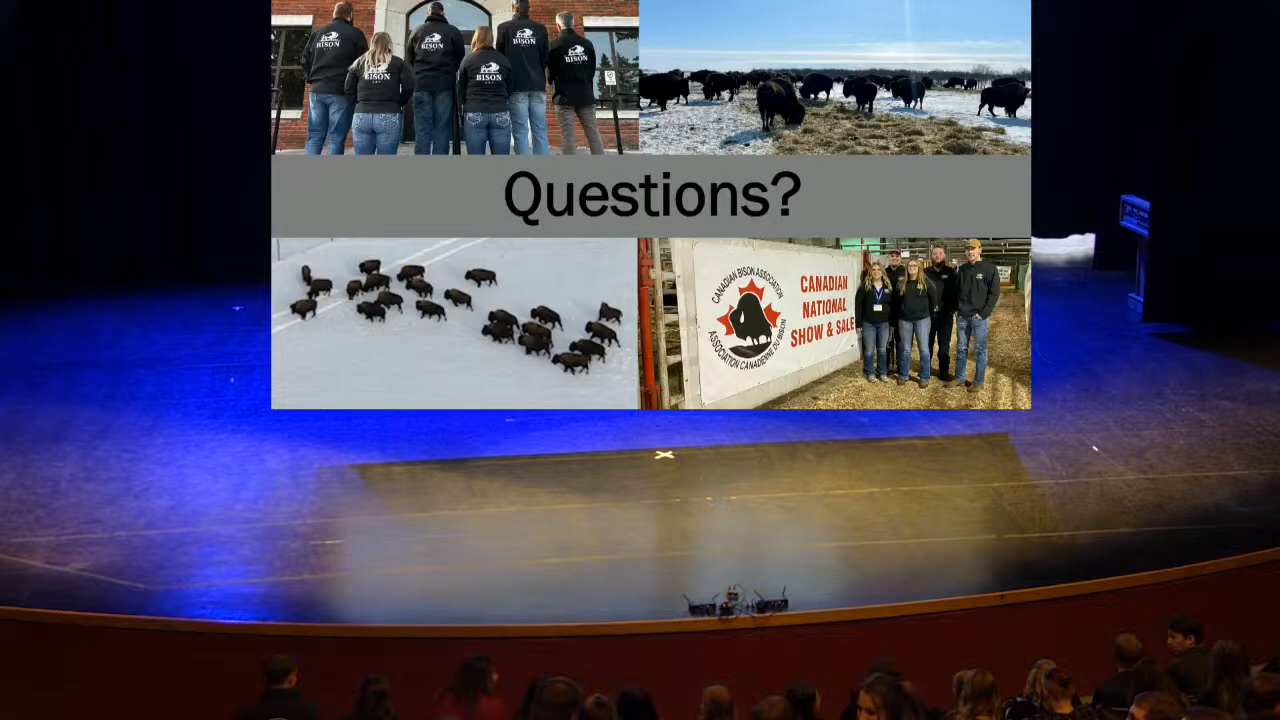 BISON
BISON
BISON
BISON
BISON
Questions?
CANADIAN BISON ASSOCIATION
ASSOCIATION CANADIENNE DU BISON
CANADIAN
NATIONAL
SHOW & SALE